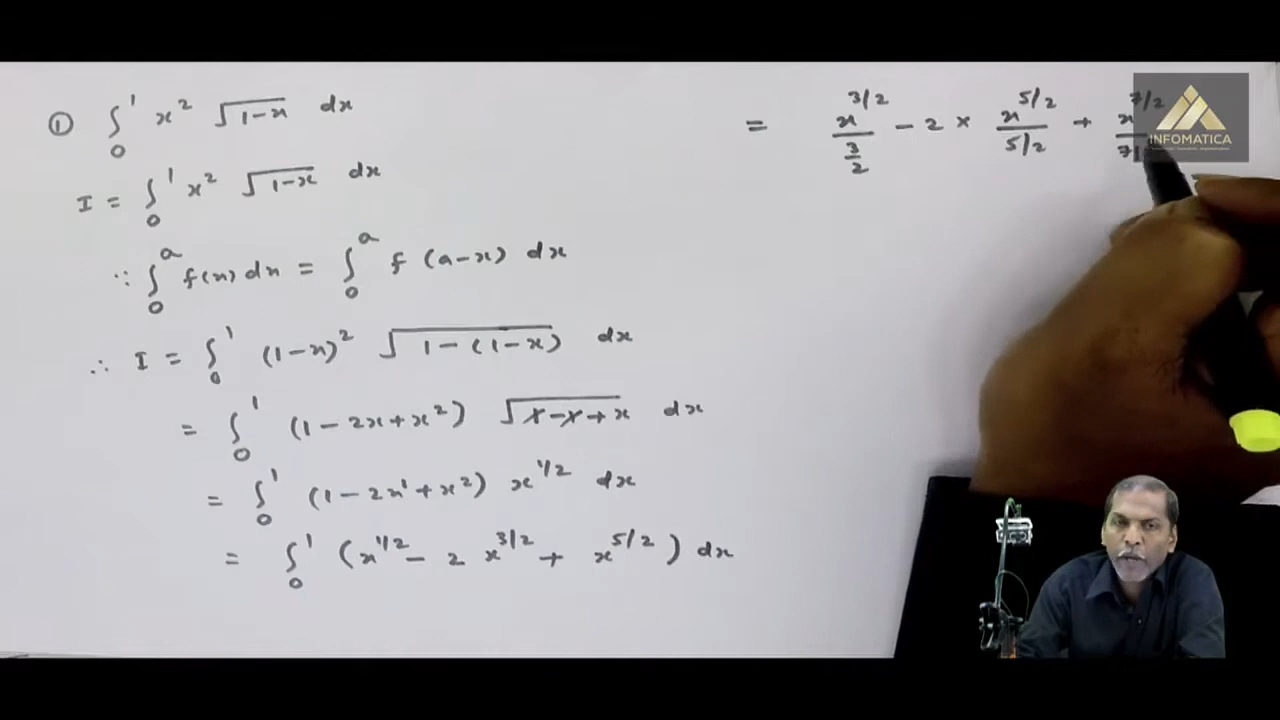 ① ∫₀¹ x² √(1-x) dx
I = ∫₀¹ x² √(1-x) dx
∵ ∫₀ᵃ f(x) dx = ∫₀ᵃ f (a-x) dx
∴ I = ∫₀¹ (1-x)² √(1-(1-x)) dx
= ∫₀¹ (1-2x+x²) √(1-1+x) dx
= ∫₀¹ (1-2x¹+x²) x^1/2 dx
= ∫₀¹ (x^1/2 - 2 x^3/2 + x^5/2) dx
= x^3/2 / (3/2) - 2 × x^5/2 / (5/2) + x^7/2 / 7/
INFOMATICA